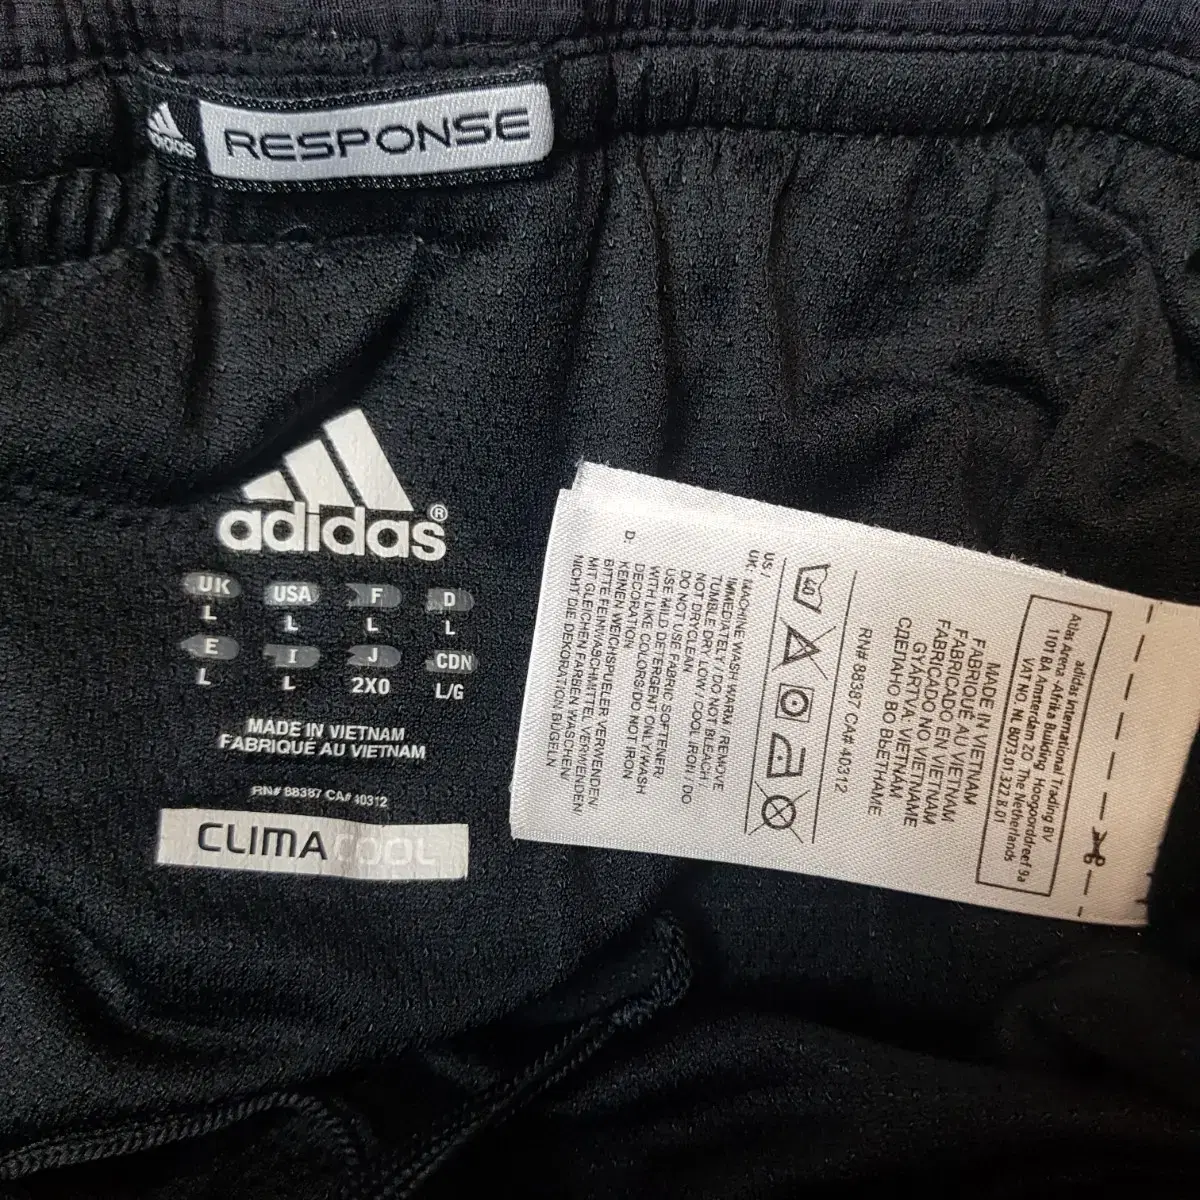 adidas RESPONSE
adidas®
UK USA F D
L L L L
E I J CDN
L L 2XO L/G
MADE IN VIETNAM
FABRIQUÉ AU VIETNAM
RN# 88387 CA# 40312
CLIMACOOL
adidas International Trading BV
Atlas Arena -Afrika Building, Hoogoorddreef 9a
1101 BA Amsterdam ZO The Netherlands
VAT NO. NL 8073.01.322.B.01
MADE IN VIETNAM
FABRIQUÉ AU VIETNAM
FABRICADO EN VIETNAM
FABRICADO NO VIETNAM
GYÁRTVA: VIETNAM
СДЕЛАНО ВО ВЬЕТНАМЕ
RN# 88387 CA# 40312
40
US /
UK: MACHINE WASH WARM / REMOVE
IMMEDIATELY / DO NOT BLEACH /
TUMBLE DRY LOW / COOL IRON / DO
NOT DRYCLEAN
DO NOT USE FABRIC SOFTENER
USE MILD DETERGENT ONLY/WASH
WITH LIKE COLORS/DO NOT IRON
DECORATION
D: KEINEN WEICHSPUELER VERWENDEN
BITTE FEINWASCHMITTEL VERWENDEN
MIT GLEICHEN FARBEN WASCHEN/
NICHT DIE DEKORATION BUGELN